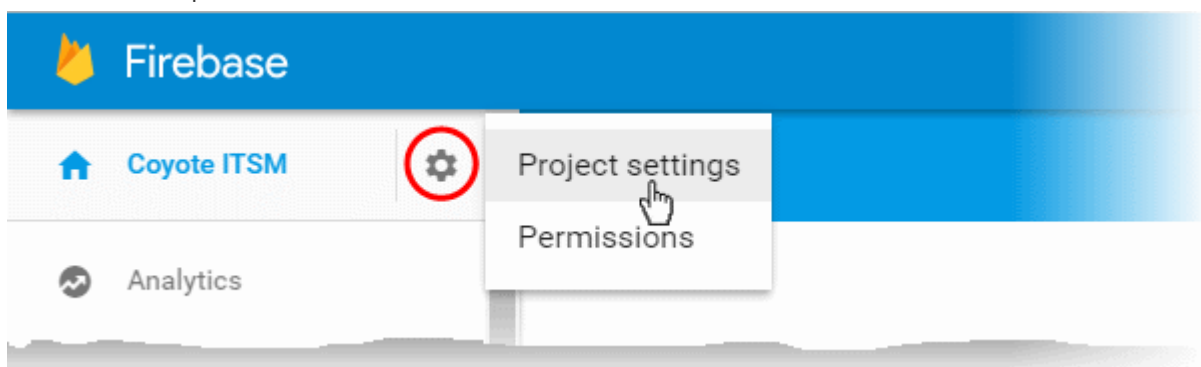 Firebase
Coyote ITSM
Project settings
Permissions
Analytics